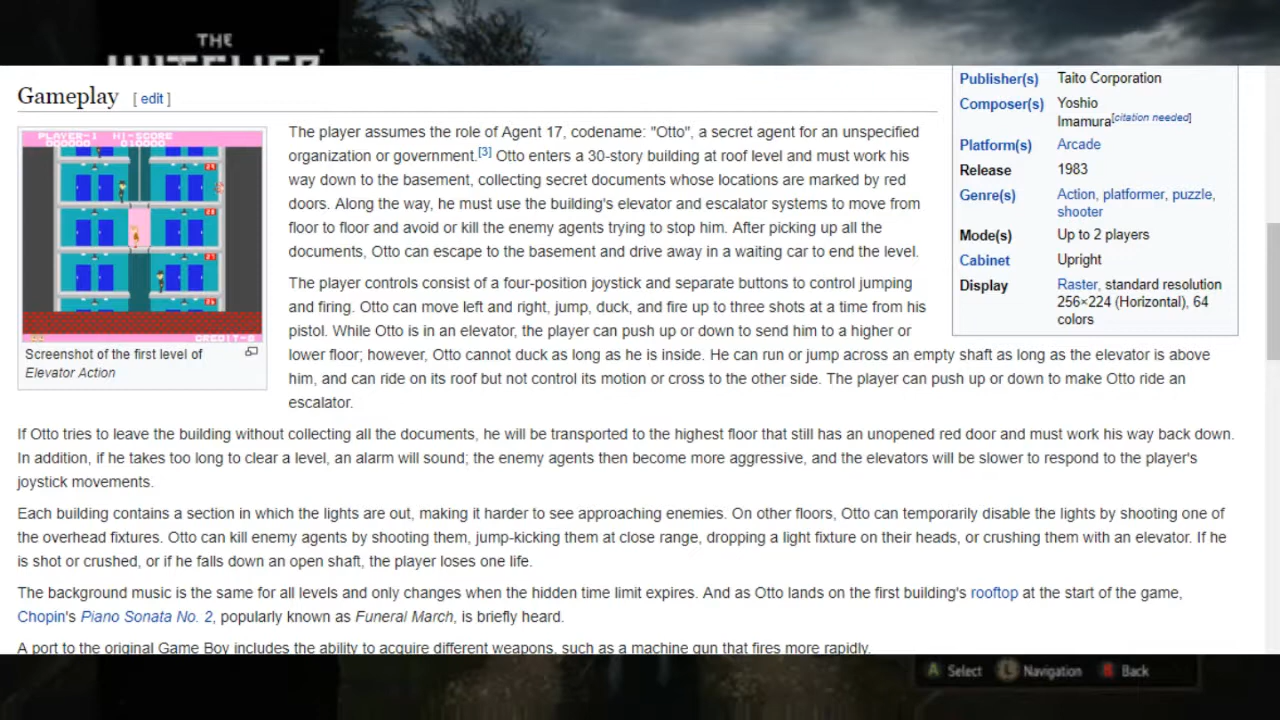 THE
WITCHER
Gameplay [ edit ]
PLAYER-1 HI-SCORE
000000 010000
Screenshot of the first level of
Elevator Action
The player assumes the role of Agent 17, codename: "Otto", a secret agent for an unspecified
organization or government.[3] Otto enters a 30-story building at roof level and must work his
way down to the basement, collecting secret documents whose locations are marked by red
doors. Along the way, he must use the building's elevator and escalator systems to move from
floor to floor and avoid or kill the enemy agents trying to stop him. After picking up all the
documents, Otto can escape to the basement and drive away in a waiting car to end the level.
The player controls consist of a four-position joystick and separate buttons to control jumping
and firing. Otto can move left and right, jump, duck, and fire up to three shots at a time from his
pistol. While Otto is in an elevator, the player can push up or down to send him to a higher or
lower floor; however, Otto cannot duck as long as he is inside. He can run or jump across an empty shaft as long as the elevator is above
him, and can ride on its roof but not control its motion or cross to the other side. The player can push up or down to make Otto ride an
escalator.
Publisher(s) Taito Corporation
Composer(s) Yoshio
Imamura[citation needed]
Platform(s) Arcade
Release 1983
Genre(s) Action, platformer, puzzle,
shooter
Mode(s) Up to 2 players
Cabinet Upright
Display Raster, standard resolution
256×224 (Horizontal), 64
colors
If Otto tries to leave the building without collecting all the documents, he will be transported to the highest floor that still has an unopened red door and must work his way back down.
In addition, if he takes too long to clear a level, an alarm will sound; the enemy agents then become more aggressive, and the elevators will be slower to respond to the player's
joystick movements.
Each building contains a section in which the lights are out, making it harder to see approaching enemies. On other floors, Otto can temporarily disable the lights by shooting one of
the overhead fixtures. Otto can kill enemy agents by shooting them, jump-kicking them at close range, dropping a light fixture on their heads, or crushing them with an elevator. If he
is shot or crushed, or if he falls down an open shaft, the player loses one life.
The background music is the same for all levels and only changes when the hidden time limit expires. And as Otto lands on the first building's rooftop at the start of the game,
Chopin's Piano Sonata No. 2, popularly known as Funeral March, is briefly heard.
A port to the original Game Boy includes the ability to acquire different weapons, such as a machine gun that fires more rapidly.
A Select L Navigation B Back